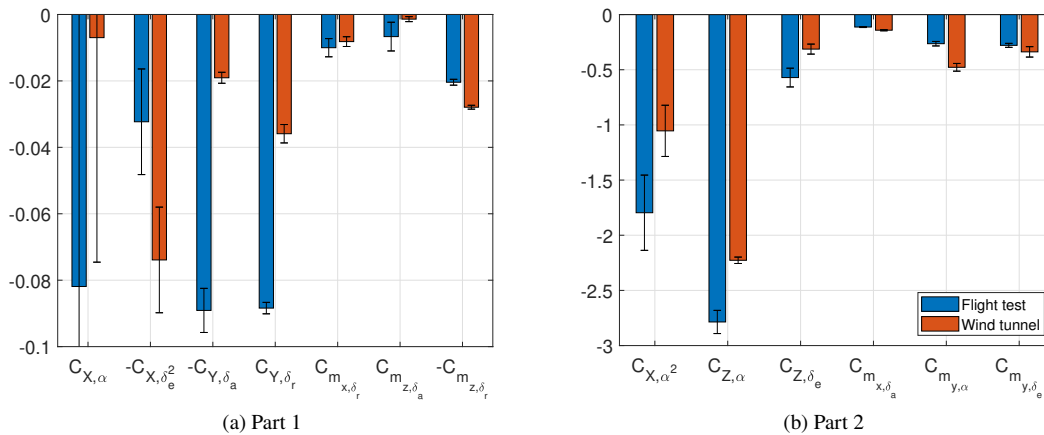 0
-0.02
-0.04
-0.06
-0.08
-0.1
C_{X,α} -C_{X,δ_e^2} -C_{Y,δ_a} C_{Y,δ_r} C_{m_{x,δ_r}} C_{m_{z,δ_a}} -C_{m_{z,δ_r}}
(a) Part 1
0
-0.5
-1
-1.5
-2
-2.5
-3
Flight test
Wind tunnel
C_{X,α^2} C_{Z,α} C_{Z,δ_e} C_{m_{x,δ_a}} C_{m_{y,α}} C_{m_{y,δ_e}}
(b) Part 2